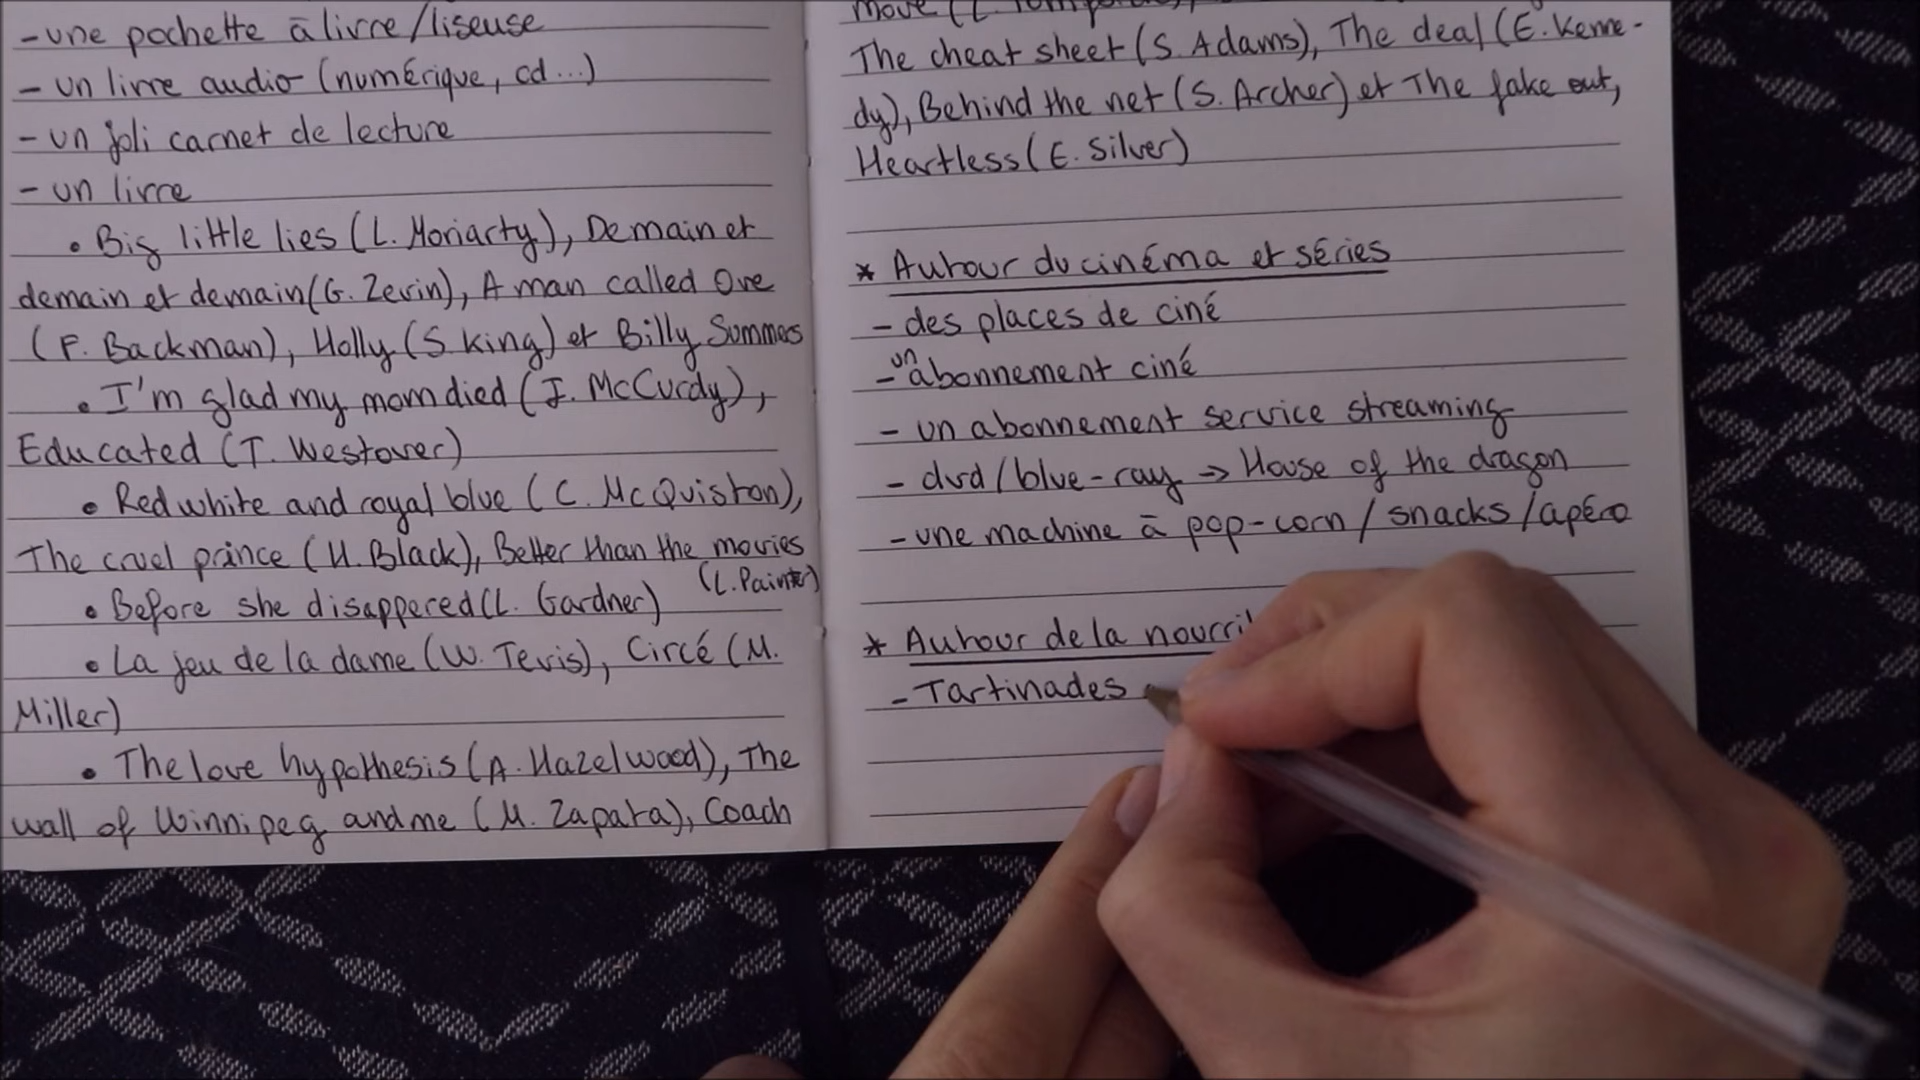 - une pochette à livre/liseuse
- un livre audio (numérique, cd...)
- un joli carnet de lecture
- un livre
• Big little lies (L. Moriarty), Demain et
demain et demain (G. Zevin), A man called Ove
(F. Backman), Holly (S. King) et Billy Summers
• I'm glad my mom died (J. McCurdy),
Educated (T. Westover)
• Red white and royal blue (C. McQuiston),
The cruel prince (H. Black), Better than the movies
(L. Painter)
• Before she disappered (L. Gardner)
• La jeu de la dame (W. Tevis), Circé (M.
Miller)
• The love hypothesis (A. Hazelwood), The
wall of Winnipeg and me (M. Zapata), Coach
move (L.
The cheat sheet (S. Adams), The deal (E. Kenne-
dy), Behind the net (S. Archer) et The fake out,
Heartless (E. Silver)
* Autour du cinéma et séries
- des places de ciné
- un abonnement ciné
- un abonnement service streaming
- dvd/blue-ray → House of the dragon
- une machine à pop-corn/snacks/apéro
* Autour de la nourri
- Tartinades